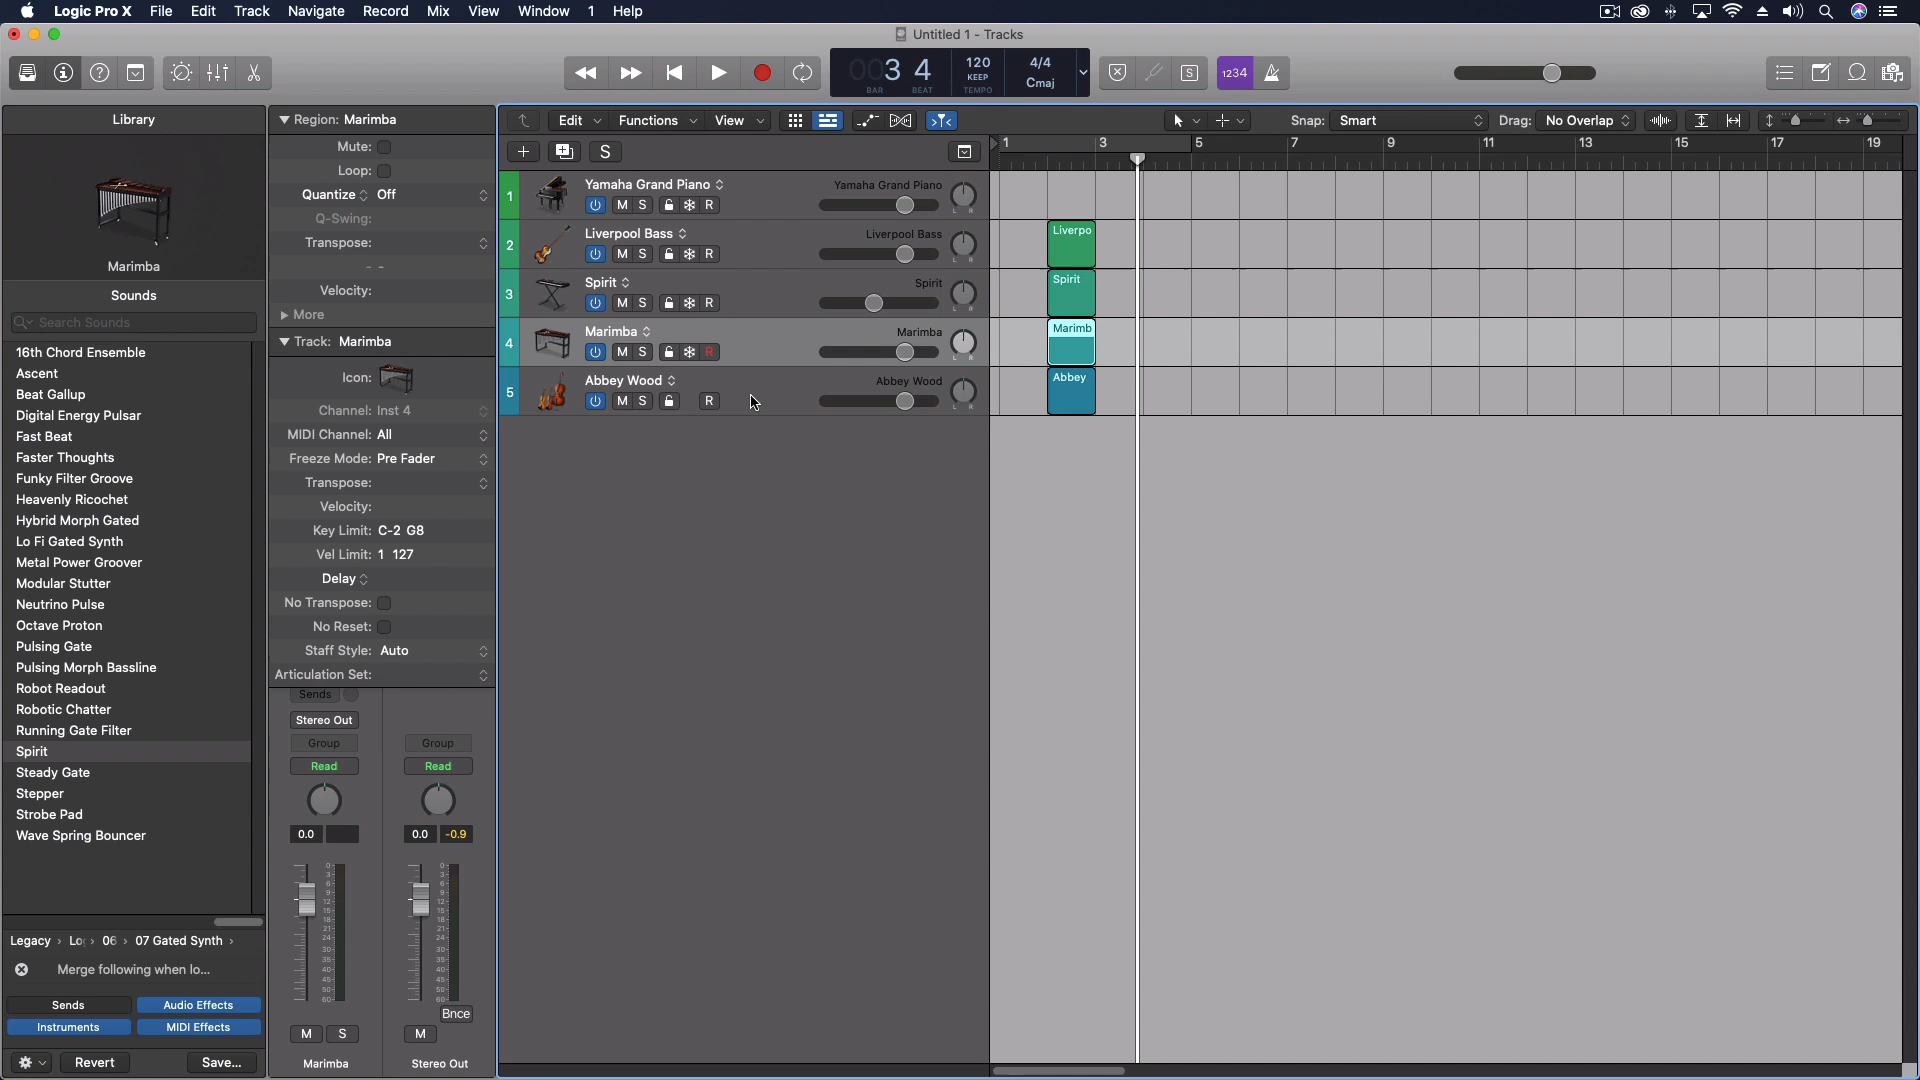 Logic Pro X File Edit Track Navigate Record Mix View Window 1 Help
Untitled 1 - Tracks
003 4 120 4/4
KEEP Cmaj
BAR BEAT TEMPO
S 1234
Library
Marimba
Sounds
Search Sounds
16th Chord Ensemble
Ascent
Beat Gallup
Digital Energy Pulsar
Fast Beat
Faster Thoughts
Funky Filter Groove
Heavenly Ricochet
Hybrid Morph Gated
Lo Fi Gated Synth
Metal Power Groover
Modular Stutter
Neutrino Pulse
Octave Proton
Pulsing Gate
Pulsing Morph Bassline
Robot Readout
Robotic Chatter
Running Gate Filter
Spirit
Steady Gate
Stepper
Strobe Pad
Wave Spring Bouncer
Legacy 06 07 Gated Synth
Merge following when lo...
Sends Audio Effects
Instruments MIDI Effects
Revert Save...
Region: Marimba
Mute:
Loop:
Quantize Off
Q-Swing:
Transpose:
- -
Velocity:
More
Track: Marimba
Icon:
Channel: Inst 4
MIDI Channel: All
Freeze Mode: Pre Fader
Transpose:
Velocity:
Key Limit: C-2 G8
Vel Limit: 1 127
Delay
No Transpose:
No Reset:
Staff Style: Auto
Articulation Set:
Sends
Stereo Out
Group Group
Read Read
0.0 0.0 -0.9
Bnce
M S M
Marimba Stereo Out
Edit Functions View Snap: Smart Drag: No Overlap
S
1 3 5 7 9 11 13 15 17 19
1 Yamaha Grand Piano Yamaha Grand Piano
M S R L R
2 Liverpool Bass Liverpool Bass Liverpo
M S R L R
3 Spirit Spirit Spirit
M S R L R
4 Marimba Marimba Marimb
M S R L R
5 Abbey Wood Abbey Wood Abbey
M S R L R